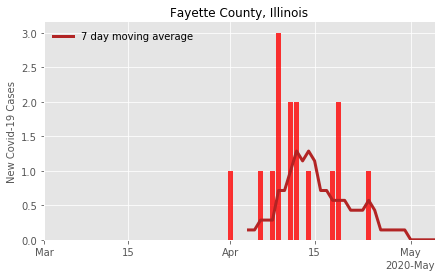 Fayette County, Illinois
7 day moving average
New Covid-19 Cases
3.0
2.5
2.0
1.5
1.0
0.5
0.0
Mar
15
Apr
15
May
2020-May